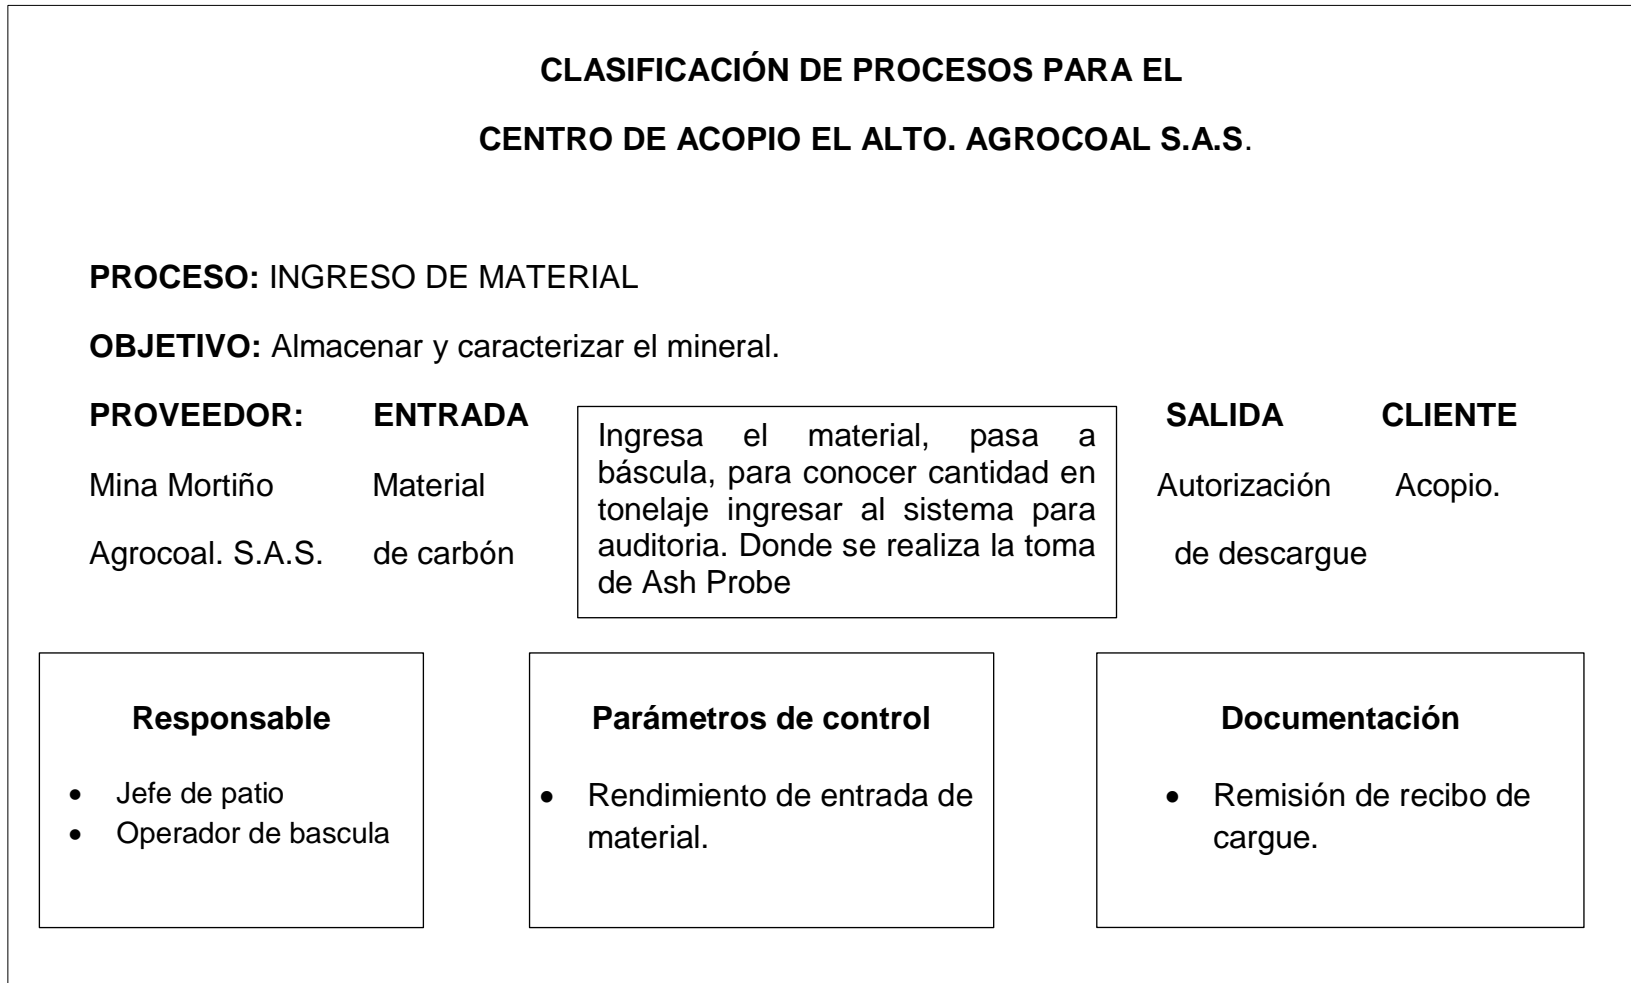 CLASIFICACIÓN DE PROCESOS PARA EL
CENTRO DE ACOPIO EL ALTO. AGROCOAL S.A.S.
PROCESO: INGRESO DE MATERIAL
OBJETIVO: Almacenar y caracterizar el mineral.
PROVEEDOR: ENTRADA
Mina Mortiño Material
Agrocoal. S.A.S. de carbón
Ingresa el material, pasa a
báscula, para conocer cantidad en
tonelaje ingresar al sistema para
auditoria. Donde se realiza la toma
de Ash Probe
SALIDA CLIENTE
Autorización Acopio.
de descargue
Responsable
• Jefe de patio
• Operador de bascula
Parámetros de control
• Rendimiento de entrada de
material.
Documentación
• Remisión de recibo de
cargue.